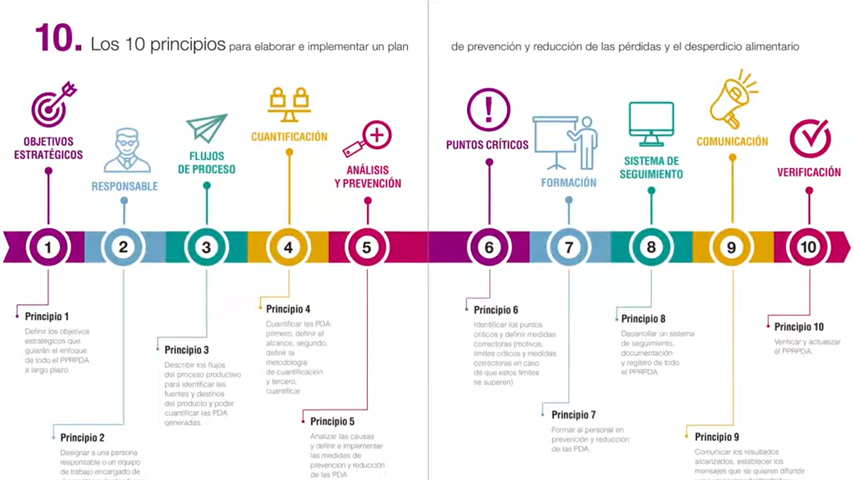 10. Los 10 principios para elaborar e implementar un plan
de prevención y reducción de las pérdidas y el desperdicio alimentario
OBJETIVOS
ESTRATÉGICOS
RESPONSABLE
FLUJOS
DE PROCESO
CUANTIFICACIÓN
ANÁLISIS
Y PREVENCIÓN
PUNTOS CRÍTICOS
FORMACIÓN
SISTEMA DE
SEGUIMIENTO
COMUNICACIÓN
VERIFICACIÓN
1
2
3
4
5
6
7
8
9
10
Principio 1
Definir los objetivos
estratégicos que
guiarán el enfoque
de todo el PPRPDA
a largo plazo.
Principio 2
Designar a una persona
responsable o un equipo
de trabajo encargado de
Principio 3
Describir los flujos
del proceso productivo
para identificar las
fuentes y destinos
del producto y poder
cuantificar las PDA
generadas.
Principio 4
Cuantificar las PDA:
primero, definir el
alcance, segundo,
definir la
metodología
de cuantificación
y tercero,
cuantificar
Principio 5
Analizar las causas
y definir e implementar
las medidas de
prevención y reducción
de las PDA
Principio 6
Identificar los puntos
críticos y definir medidas
correctoras (motivos,
límites críticos y medidas
correctoras en caso
de que estos límites
se superen)
Principio 7
Formar al personal en
prevención y reducción
de las PDA.
Principio 8
Desarrollar un sistema
de seguimiento,
documentación
y registro de todo
el PPRPDA.
Principio 9
Comunicar los resultados
alcanzados, establecer los
mensajes que se quieren difundir
Principio 10
Verificar y actualizar
el PPRPDA.